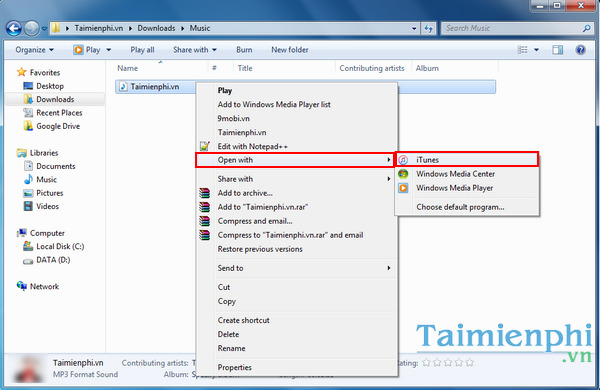 Taimienphi.vn Downloads Music Search Music
Organize Play Play all Share with Burn New folder
Name # Title Contributing artists Album
Favorites
Desktop
Downloads
Recent Places
Google Drive
Libraries
Documents
Music
Pictures
Videos
Computer
Local Disk (C:)
DATA (D:)
Network
Taimienphi.vn
Play
Add to Windows Media Player list
9mobi.vn
Taimienphi.vn
Edit with Notepad++
Open with
Share with
Add to archive...
Add to "Taimienphi.vn.rar"
Compress and email...
Compress to "Taimienphi.vn.rar" and email
Restore previous versions
Send to
Cut
Copy
Create shortcut
Delete
Rename
Properties
iTunes
Windows Media Center
Windows Media Player
Choose default program...
Taimienphi
.vn
Taimienphi.vn Contributing artists:
MP3 Format Sound Album: